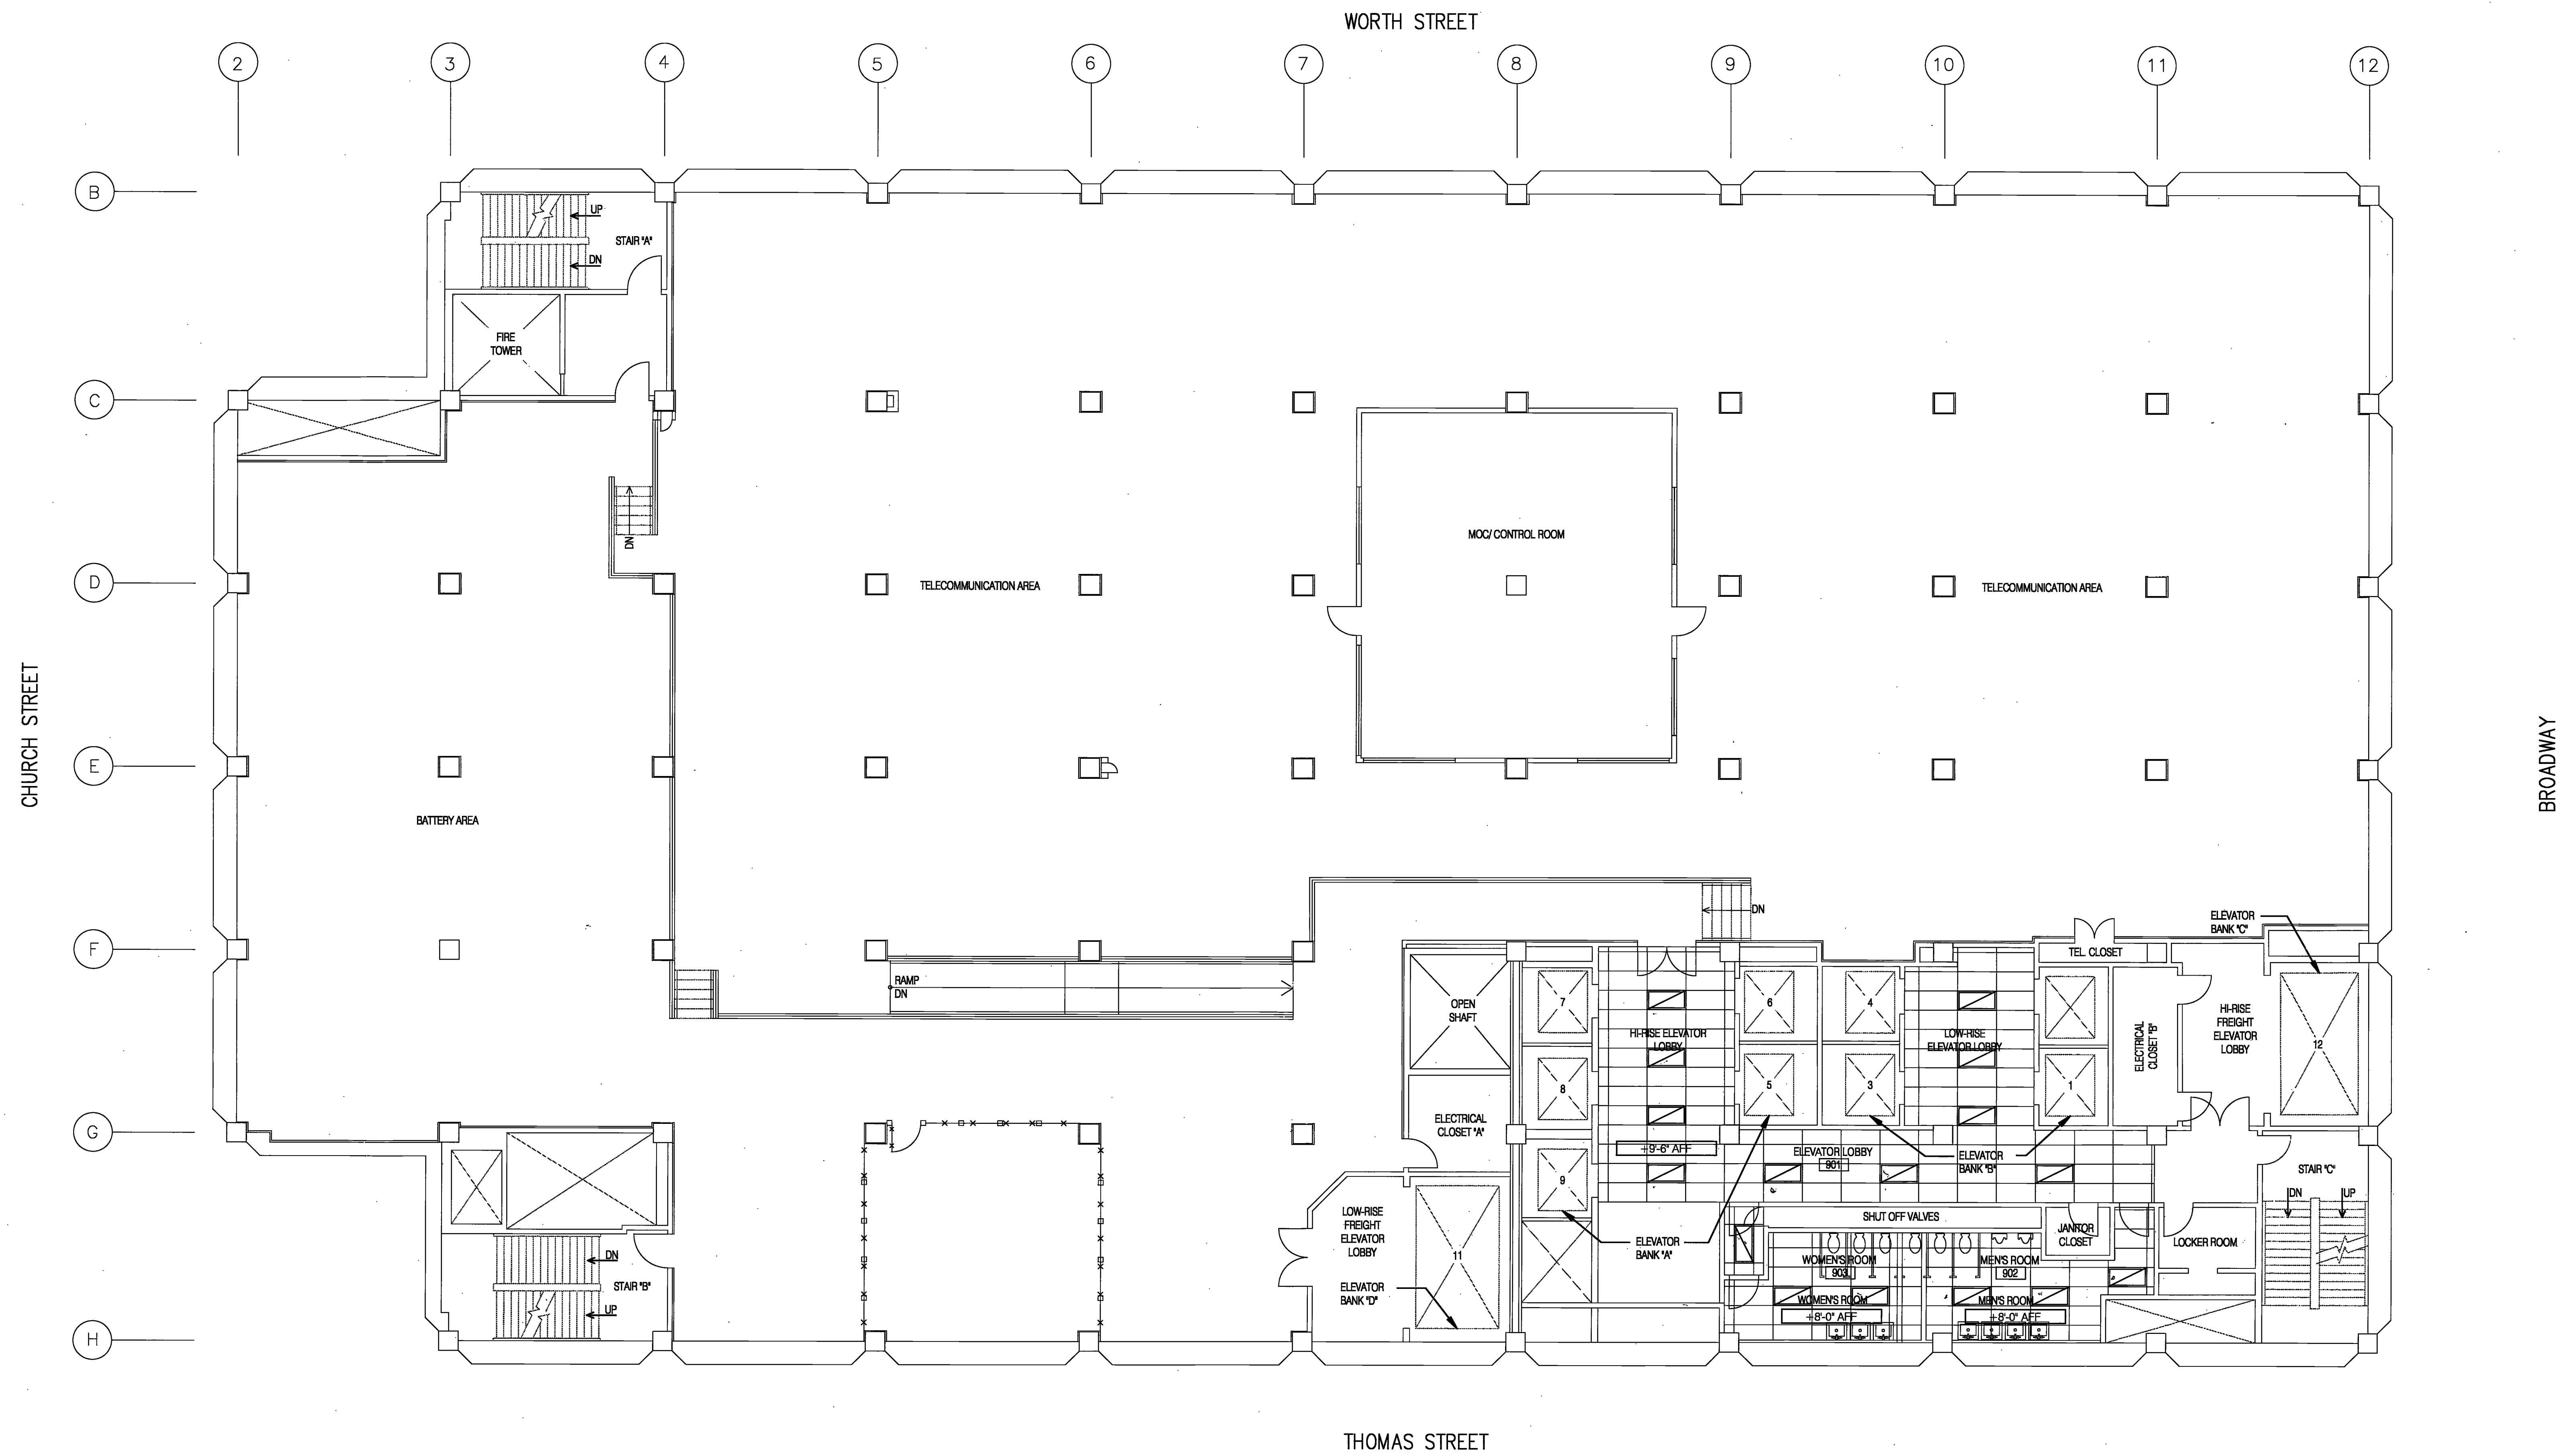 WORTH STREET
2
3
4
5
6
7
8
9
10
11
12
B
UP
STAIR "A"
DN
FIRE
TOWER
C
MOC/ CONTROL ROOM
DN
D
TELECOMMUNICATION AREA
TELECOMMUNICATION AREA
CHURCH STREET
BROADWAY
E
BATTERY AREA
DN
ELEVATOR
BANK "C"
F
TEL. CLOSET
RAMP
DN
OPEN
SHAFT
7
6
4
HI-RISE ELEVATOR
LOBBY
LOW-RISE
ELEVATOR LOBBY
ELECTRICAL
CLOSET "B"
HI-RISE
FREIGHT
ELEVATOR
LOBBY
12
8
5
3
1
G
ELECTRICAL
CLOSET "A"
+9'-6" AFF
ELEVATOR LOBBY
901
ELEVATOR
BANK "B"
STAIR "C"
9
DN
UP
LOW-RISE
FREIGHT
ELEVATOR
LOBBY
SHUT OFF VALVES
JANITOR
CLOSET
LOCKER ROOM
ELEVATOR
BANK "A"
11
DN
STAIR "B"
UP
WOMEN'S ROOM
903
MEN'S ROOM
902
ELEVATOR
BANK "D"
WOMEN'S ROOM
+8'-0" AFF
MEN'S ROOM
+8'-0" AFF
H
THOMAS STREET